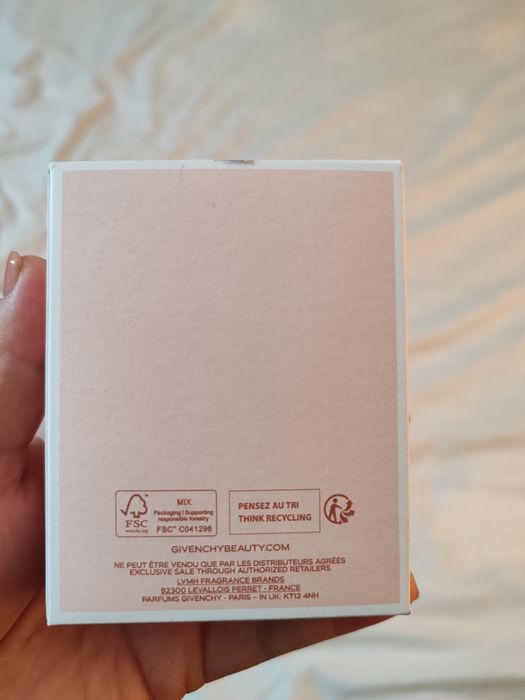 MIX
Packaging | Supporting
responsible forestry
FSC™ C041296
FSC
www.fsc.org
PENSEZ AU TRI
THINK RECYCLING
GIVENCHYBEAUTY.COM
NE PEUT ÊTRE VENDU QUE PAR LES DISTRIBUTEURS AGRÉÉS
EXCLUSIVE SALE THROUGH AUTHORIZED RETAILERS
LVMH FRAGRANCE BRANDS
92300 LEVALLOIS PERRET - FRANCE
PARFUMS GIVENCHY - PARIS – IN UK: KT12 4NH